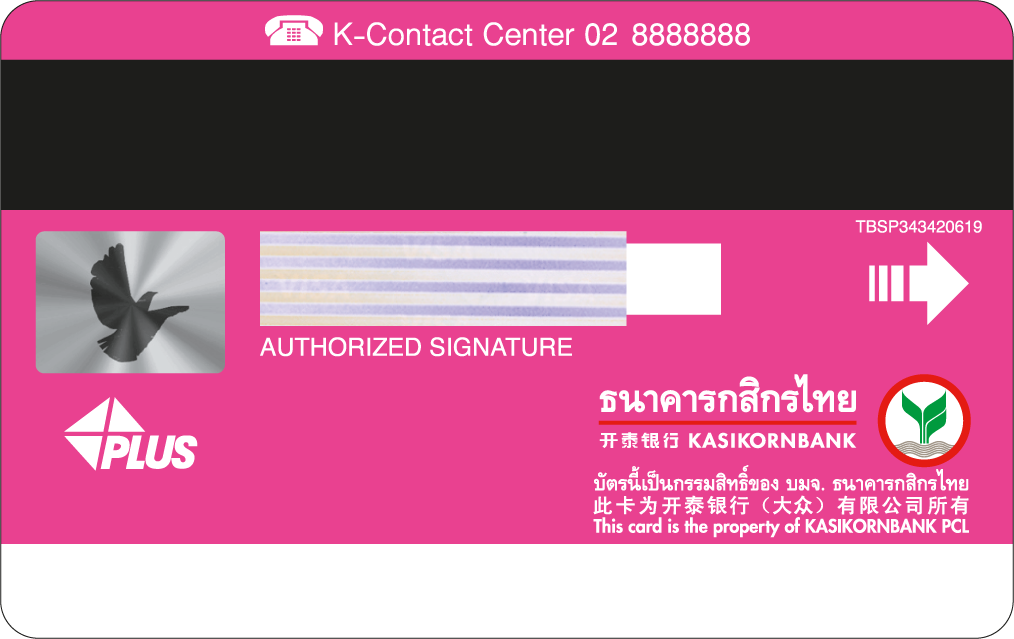 K-Contact Center 02 8888888
TBSP343420619
AUTHORIZED SIGNATURE
PLUS
ธนาคารกสิกรไทย
开泰银行 KASIKORNBANK
บัตรนี้เป็นกรรมสิทธิ์ของ บมจ. ธนาคารกสิกรไทย
此卡为开泰银行（大众）有限公司所有
This card is the property of KASIKORNBANK PCL